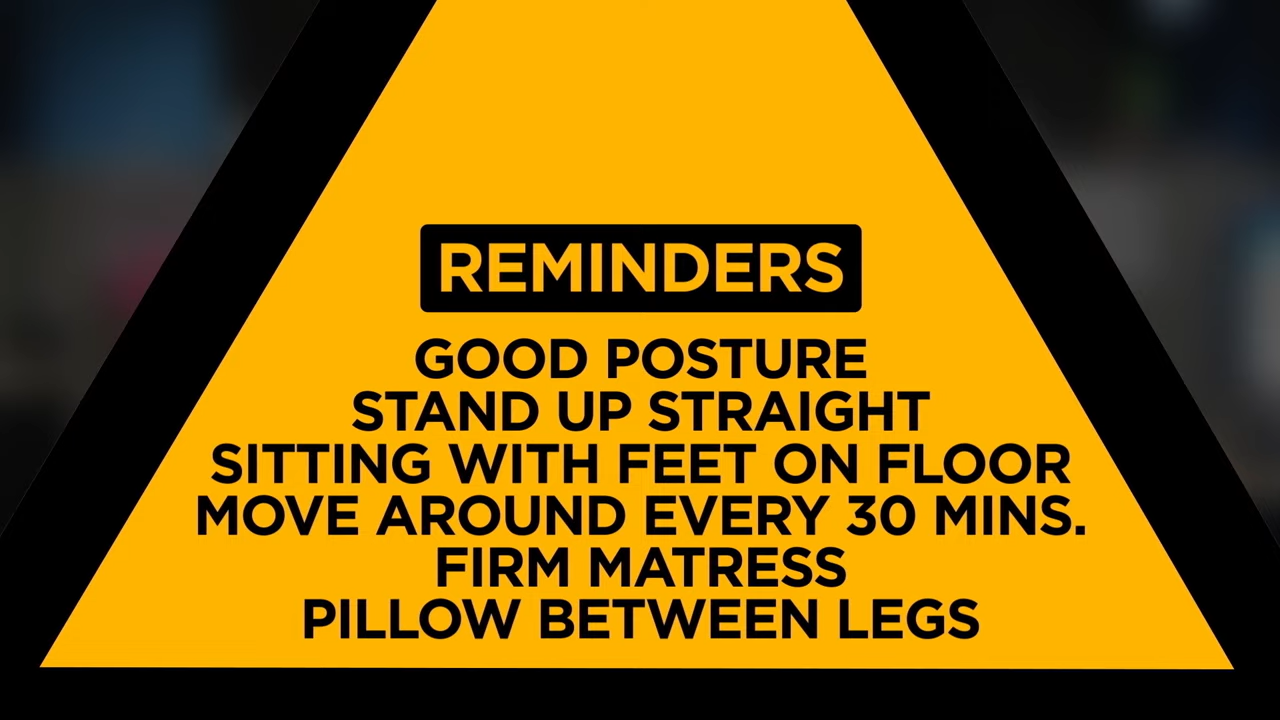 REMINDERS
GOOD POSTURE
STAND UP STRAIGHT
SITTING WITH FEET ON FLOOR
MOVE AROUND EVERY 30 MINS.
FIRM MATRESS
PILLOW BETWEEN LEGS